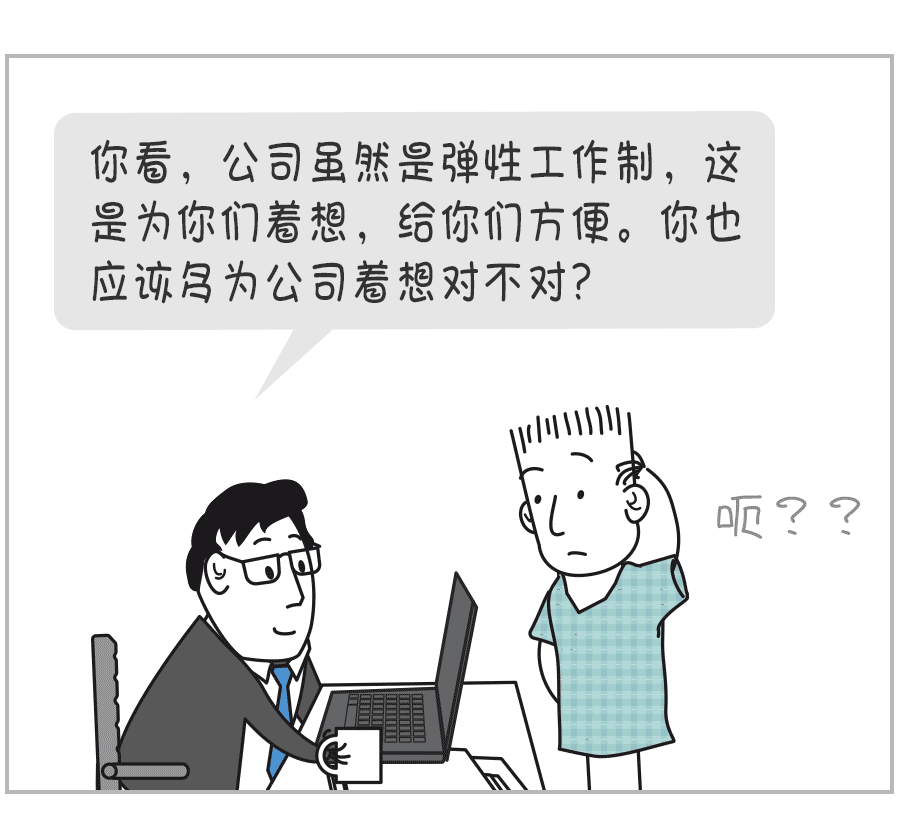 你看，公司虽然是弹性工作制，这
是为你们着想，给你们方便。你也
应该多为公司着想对不对？
呃？？